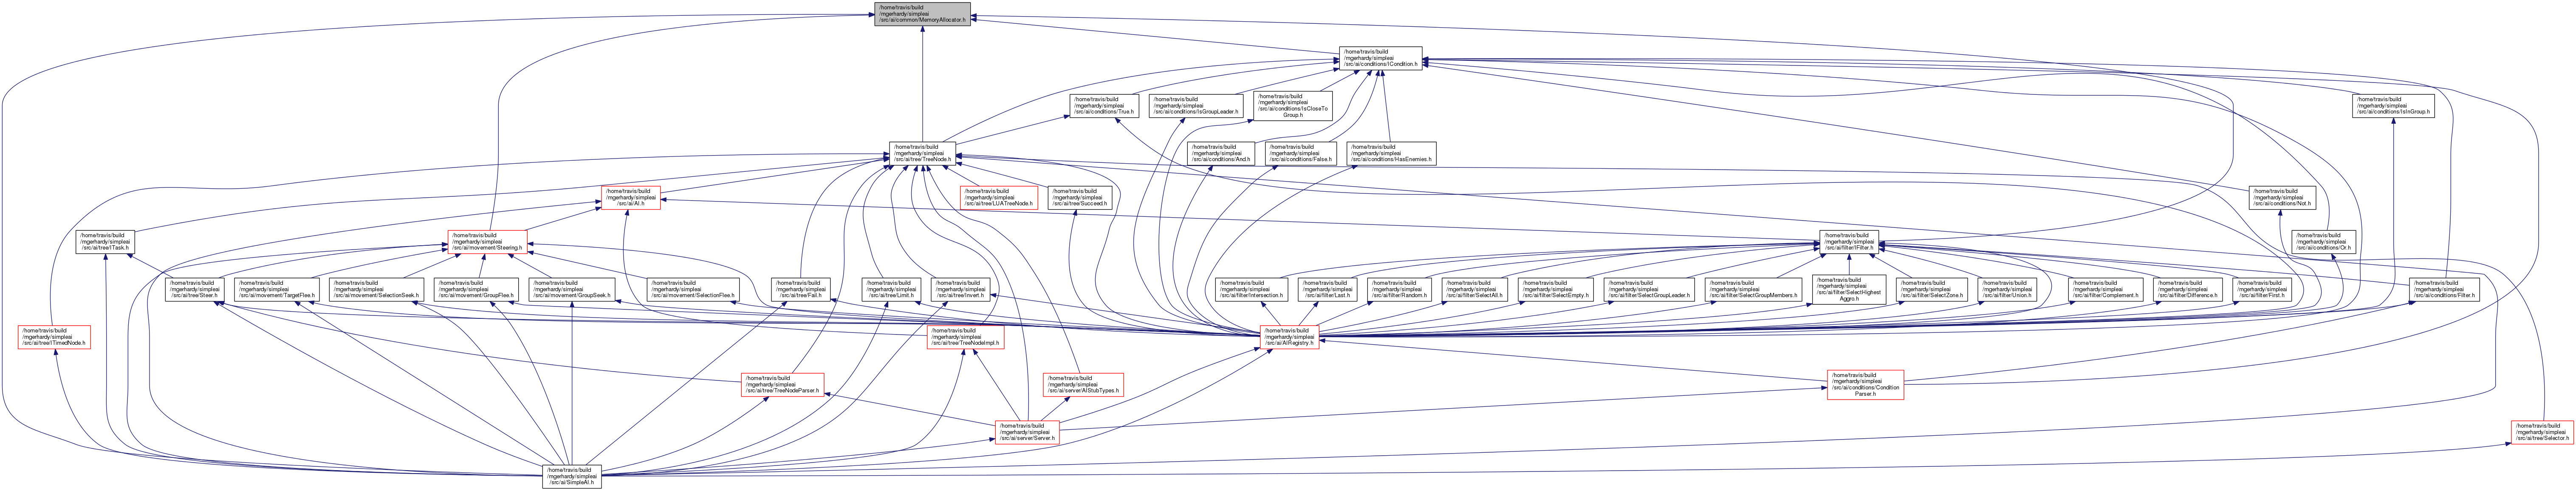 /home/travis/build
/mgerhardy/simpleai
/src/ai/common/MemoryAllocator.h
/home/travis/build
/mgerhardy/simpleai
/src/ai/conditions/ICondition.h
/home/travis/build
/mgerhardy/simpleai
/src/ai/conditions/True.h
/home/travis/build
/mgerhardy/simpleai
/src/ai/conditions/IsGroupLeader.h
/home/travis/build
/mgerhardy/simpleai
/src/ai/conditions/IsCloseTo
Group.h
/home/travis/build
/mgerhardy/simpleai
/src/ai/conditions/IsInGroup.h
/home/travis/build
/mgerhardy/simpleai
/src/ai/tree/TreeNode.h
/home/travis/build
/mgerhardy/simpleai
/src/ai/conditions/And.h
/home/travis/build
/mgerhardy/simpleai
/src/ai/conditions/False.h
/home/travis/build
/mgerhardy/simpleai
/src/ai/conditions/HasEnemies.h
/home/travis/build
/mgerhardy/simpleai
/src/ai/AI.h
/home/travis/build
/mgerhardy/simpleai
/src/ai/tree/LUATreeNode.h
/home/travis/build
/mgerhardy/simpleai
/src/ai/tree/Succeed.h
/home/travis/build
/mgerhardy/simpleai
/src/ai/conditions/Not.h
/home/travis/build
/mgerhardy/simpleai
/src/ai/tree/ITask.h
/home/travis/build
/mgerhardy/simpleai
/src/ai/movement/Steering.h
/home/travis/build
/mgerhardy/simpleai
/src/ai/filter/IFilter.h
/home/travis/build
/mgerhardy/simpleai
/src/ai/conditions/Or.h
/home/travis/build
/mgerhardy/simpleai
/src/ai/tree/Steer.h
/home/travis/build
/mgerhardy/simpleai
/src/ai/movement/TargetFlee.h
/home/travis/build
/mgerhardy/simpleai
/src/ai/movement/SelectionSeek.h
/home/travis/build
/mgerhardy/simpleai
/src/ai/movement/GroupFlee.h
/home/travis/build
/mgerhardy/simpleai
/src/ai/movement/GroupSeek.h
/home/travis/build
/mgerhardy/simpleai
/src/ai/movement/SelectionFlee.h
/home/travis/build
/mgerhardy/simpleai
/src/ai/tree/Fail.h
/home/travis/build
/mgerhardy/simpleai
/src/ai/tree/Limit.h
/home/travis/build
/mgerhardy/simpleai
/src/ai/tree/Invert.h
/home/travis/build
/mgerhardy/simpleai
/src/ai/filter/Intersection.h
/home/travis/build
/mgerhardy/simpleai
/src/ai/filter/Last.h
/home/travis/build
/mgerhardy/simpleai
/src/ai/filter/Random.h
/home/travis/build
/mgerhardy/simpleai
/src/ai/filter/SelectAll.h
/home/travis/build
/mgerhardy/simpleai
/src/ai/filter/SelectEmpty.h
/home/travis/build
/mgerhardy/simpleai
/src/ai/filter/SelectGroupLeader.h
/home/travis/build
/mgerhardy/simpleai
/src/ai/filter/SelectGroupMembers.h
/home/travis/build
/mgerhardy/simpleai
/src/ai/filter/SelectHighest
Aggro.h
/home/travis/build
/mgerhardy/simpleai
/src/ai/filter/SelectZone.h
/home/travis/build
/mgerhardy/simpleai
/src/ai/filter/Union.h
/home/travis/build
/mgerhardy/simpleai
/src/ai/filter/Complement.h
/home/travis/build
/mgerhardy/simpleai
/src/ai/filter/Difference.h
/home/travis/build
/mgerhardy/simpleai
/src/ai/filter/First.h
/home/travis/build
/mgerhardy/simpleai
/src/ai/conditions/Filter.h
/home/travis/build
/mgerhardy/simpleai
/src/ai/tree/ITimedNode.h
/home/travis/build
/mgerhardy/simpleai
/src/ai/tree/TreeNodeImpl.h
/home/travis/build
/mgerhardy/simpleai
/src/ai/AIRegistry.h
/home/travis/build
/mgerhardy/simpleai
/src/ai/tree/TreeNodeParser.h
/home/travis/build
/mgerhardy/simpleai
/src/ai/server/AIStubTypes.h
/home/travis/build
/mgerhardy/simpleai
/src/ai/conditions/Condition
Parser.h
/home/travis/build
/mgerhardy/simpleai
/src/ai/server/Server.h
/home/travis/build
/mgerhardy/simpleai
/src/ai/tree/Selector.h
/home/travis/build
/mgerhardy/simpleai
/src/ai/SimpleAI.h